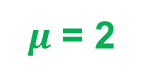 μ = 2